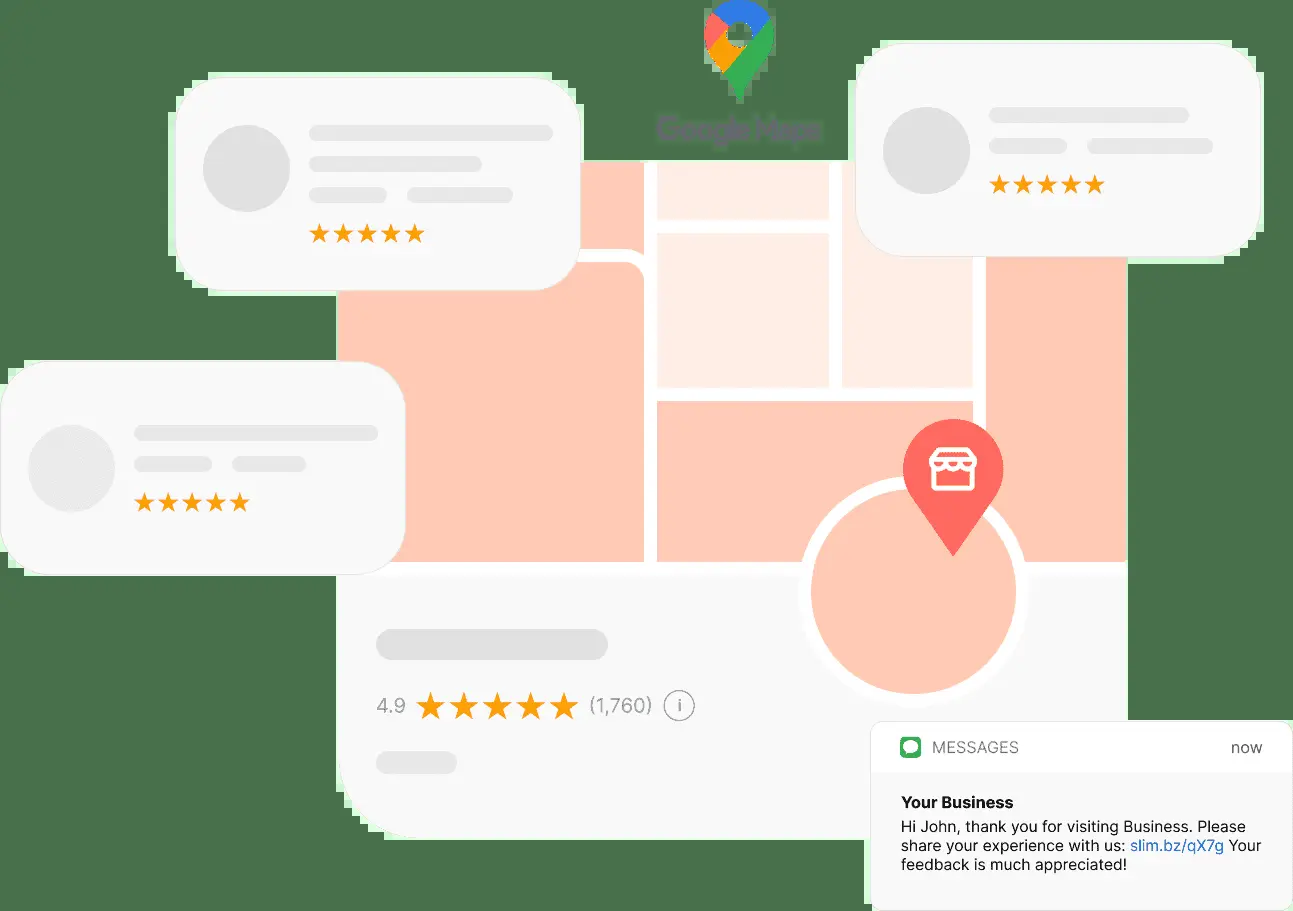 Google Maps
4.9 (1,760) i
MESSAGES now
Your Business
Hi John, thank you for visiting Business. Please
share your experience with us: slim.bz/qX7g Your
feedback is much appreciated!